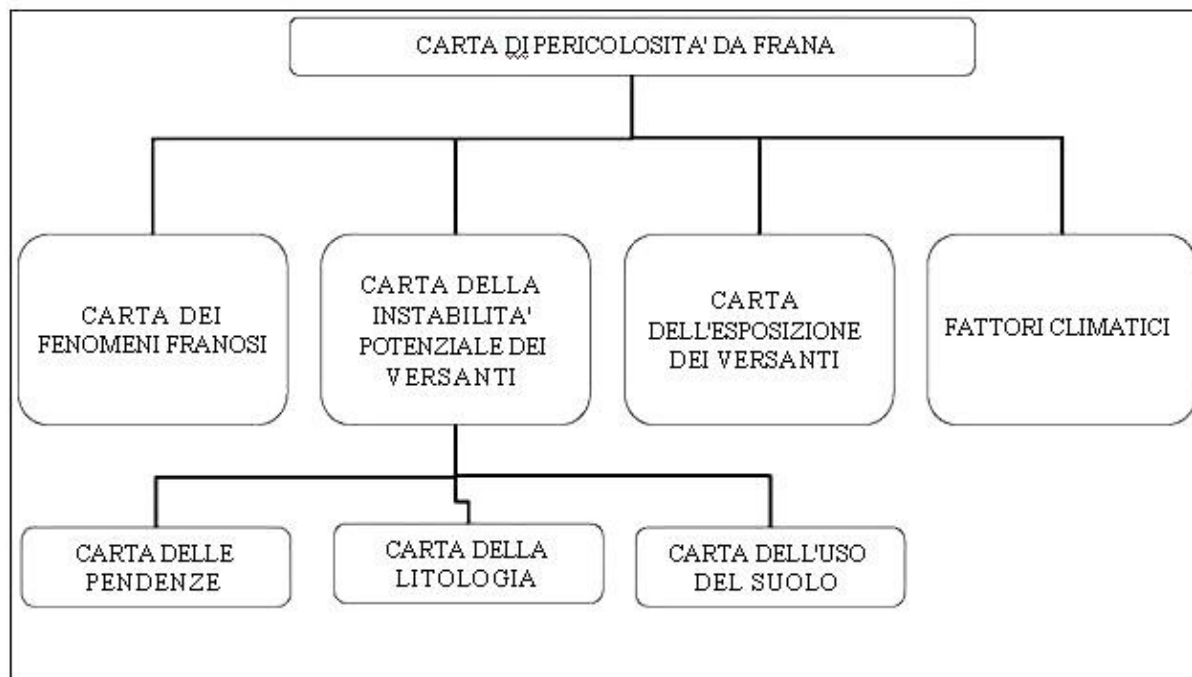 CARTA DI PERICOLOSITA' DA FRANA
CARTA DEI
FENOMENI FRANOSI
CARTA DELLA
INSTABILITA'
POTENZIALE DEI
VERSANTI
CARTA
DELL'ESPOSIZIONE
DEI VERSANTI
FATTORI CLIMATICI
CARTA DELLE
PENDENZE
CARTA DELLA
LITOLOGIA
CARTA DELL'USO
DEL SUOLO